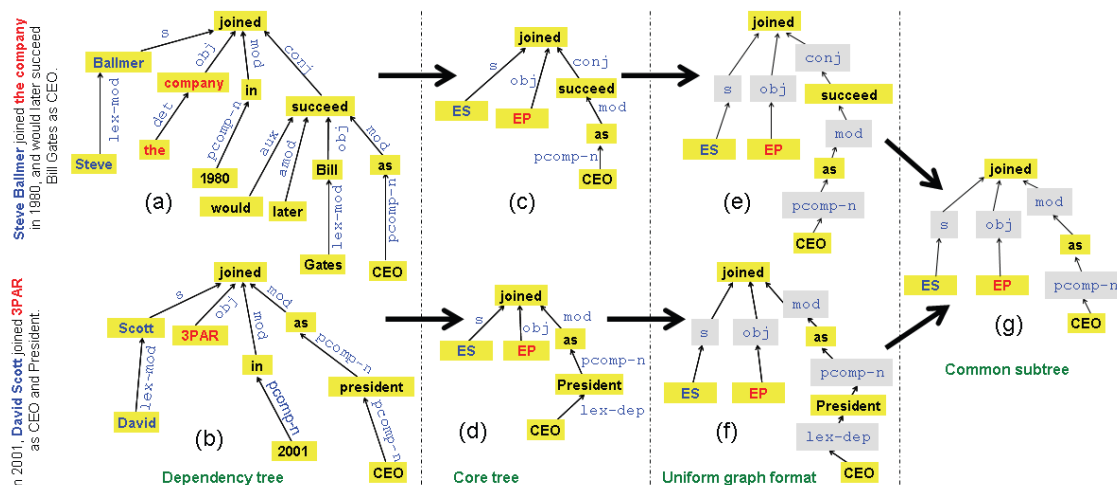 Steve Ballmer joined the company
in 1980, and would later succeed
Bill Gates as CEO.
joined
s
obj
mod
conj
Ballmer
company
in
succeed
lex-mod
det
pcomp-n
aux
amod
obj
mod
Steve
the
1980
would
later
Bill
as
lex-mod
pcomp-n
Gates
CEO
(a)
joined
s
obj
conj
ES
EP
succeed
mod
as
pcomp-n
CEO
(c)
joined
s
obj
conj
succeed
ES
EP
mod
as
pcomp-n
CEO
(e)
n 2001, David Scott joined 3PAR
as CEO and President.
joined
s
obj
mod
mod
Scott
3PAR
in
as
lex-mod
pcomp-n
pcomp-n
president
David
2001
pcomp-n
CEO
(b)
Dependency tree
joined
s
obj
mod
ES
EP
as
pcomp-n
President
lex-dep
CEO
(d)
Core tree
joined
s
obj
mod
as
ES
EP
pcomp-n
President
lex-dep
CEO
(f)
Uniform graph format
joined
s
obj
mod
as
ES
EP
pcomp-n
CEO
(g)
Common subtree